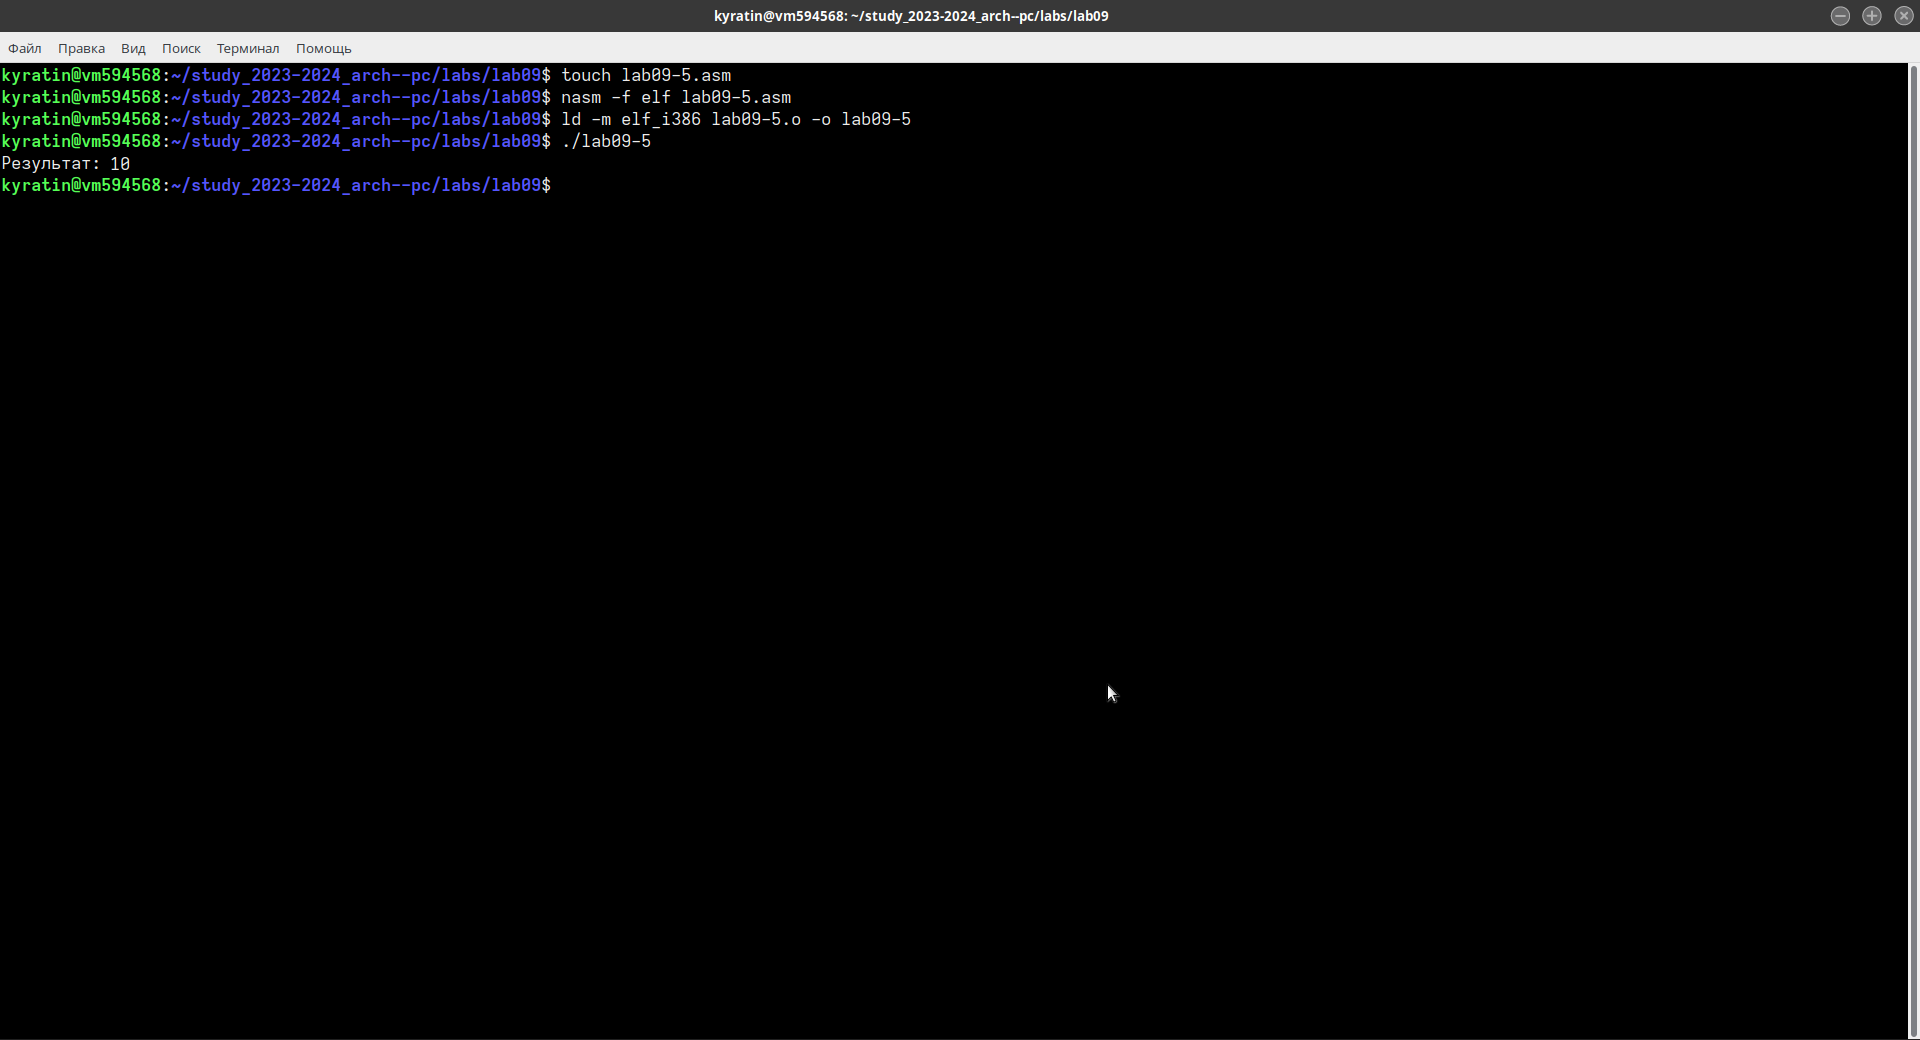 kyratin@vm594568: ~/study_2023-2024_arch--pc/labs/lab09
Файл Правка Вид Поиск Терминал Помощь
kyratin@vm594568:~/study_2023-2024_arch--pc/labs/lab09$ touch lab09-5.asm
kyratin@vm594568:~/study_2023-2024_arch--pc/labs/lab09$ nasm -f elf lab09-5.asm
kyratin@vm594568:~/study_2023-2024_arch--pc/labs/lab09$ ld -m elf_i386 lab09-5.o -o lab09-5
kyratin@vm594568:~/study_2023-2024_arch--pc/labs/lab09$ ./lab09-5
Результат: 10
kyratin@vm594568:~/study_2023-2024_arch--pc/labs/lab09$